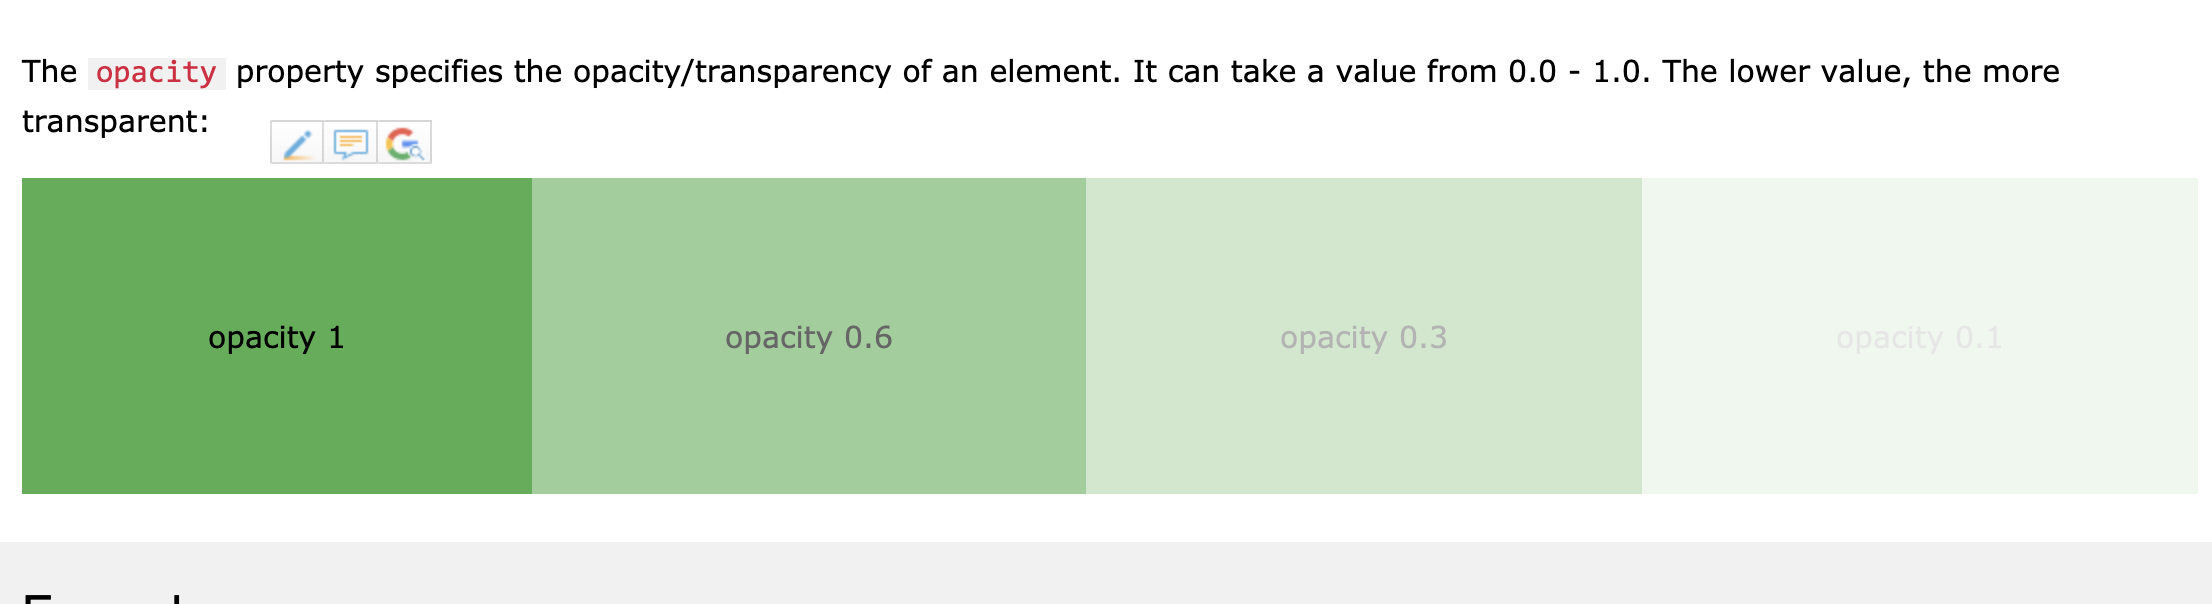 The opacity property specifies the opacity/transparency of an element. It can take a value from 0.0 - 1.0. The lower value, the more
transparent:
opacity 1
opacity 0.6
opacity 0.3
opacity 0.1